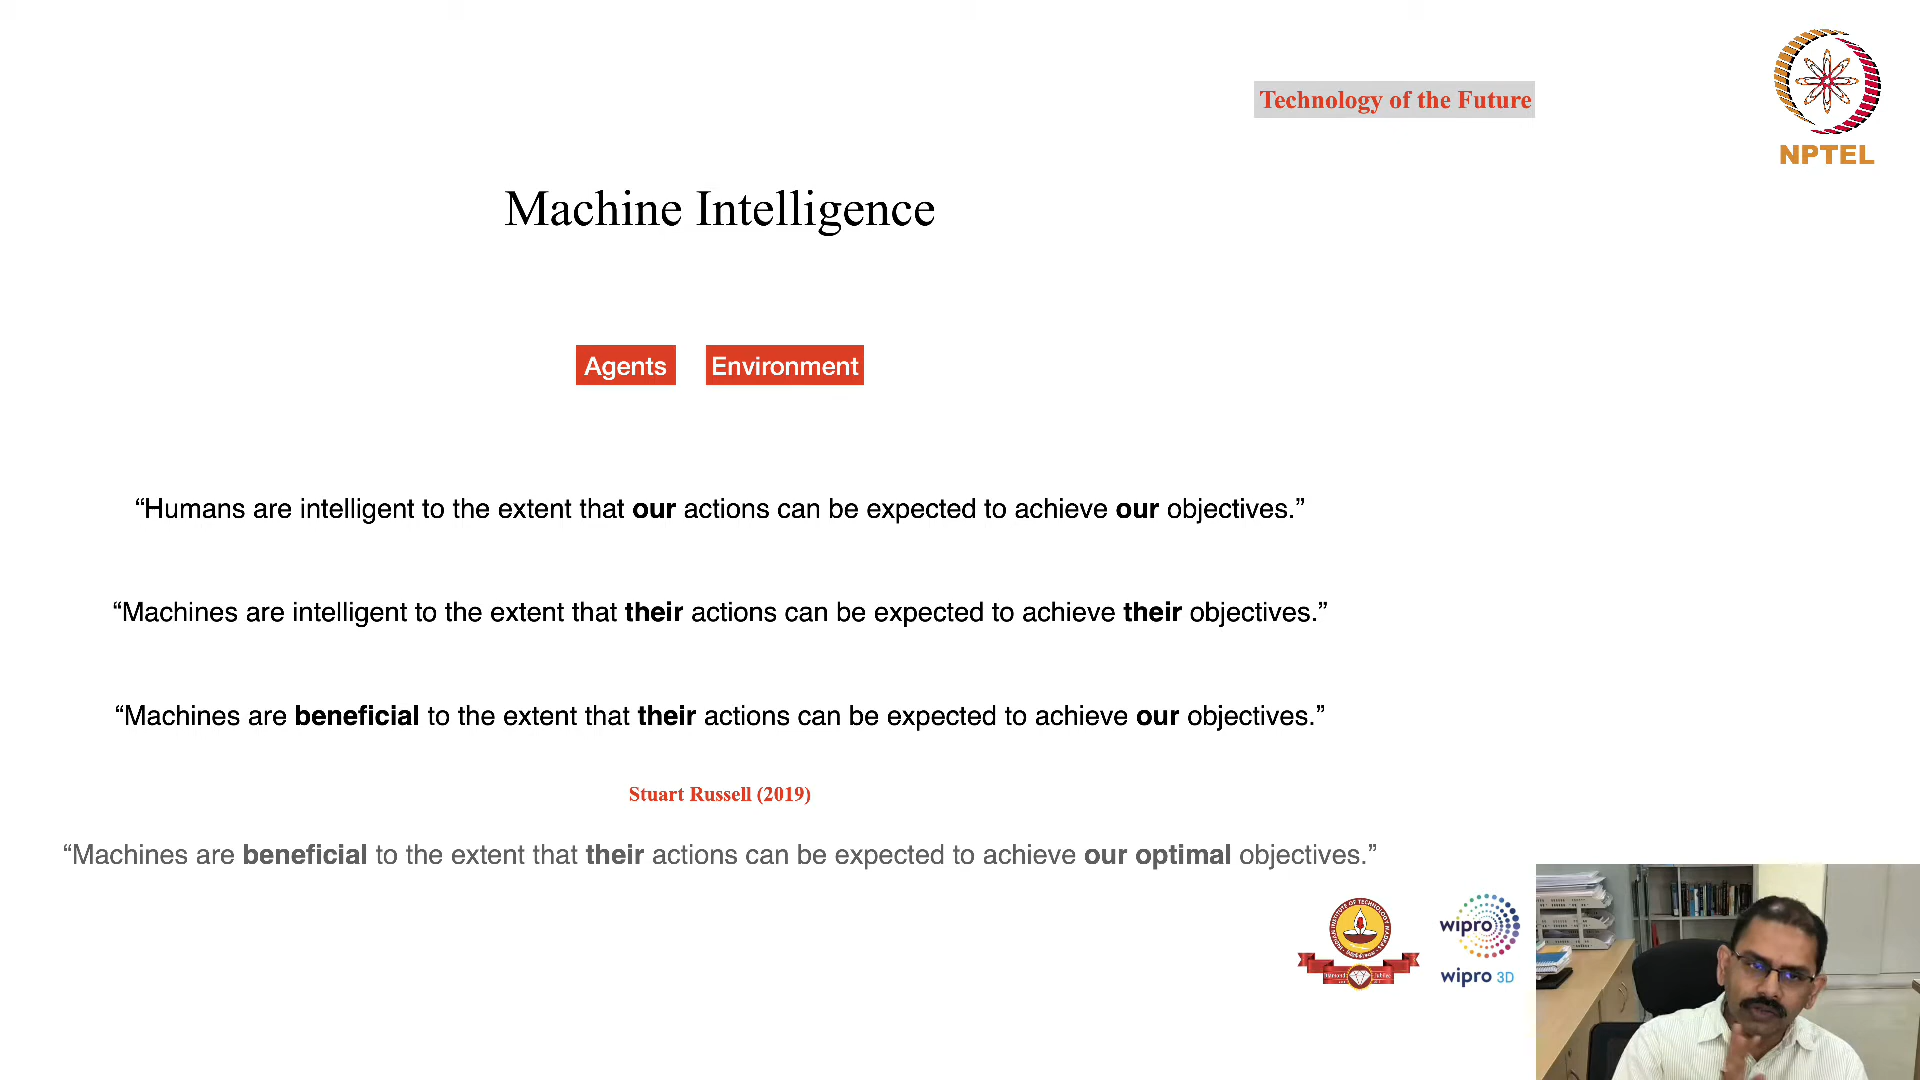 Technology of the Future
NPTEL
Machine Intelligence
Agents Environment
“Humans are intelligent to the extent that our actions can be expected to achieve our objectives.”
“Machines are intelligent to the extent that their actions can be expected to achieve their objectives.”
“Machines are beneficial to the extent that their actions can be expected to achieve our objectives.”
Stuart Russell (2019)
“Machines are beneficial to the extent that their actions can be expected to achieve our optimal objectives.”
wipro
wipro 3D